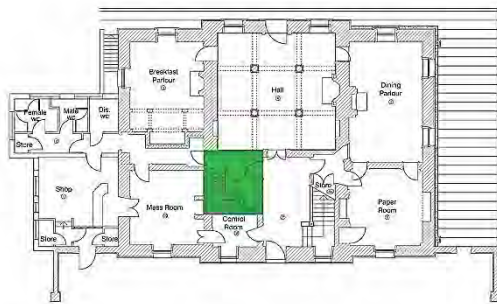 Breakfast
Parlour
Hall
Dining
Parlour
Female
WC
Male
WC
Dis.
WC
Store
Shop
Mess Room
Control
Room
Store
Paper
Room
Store
Store